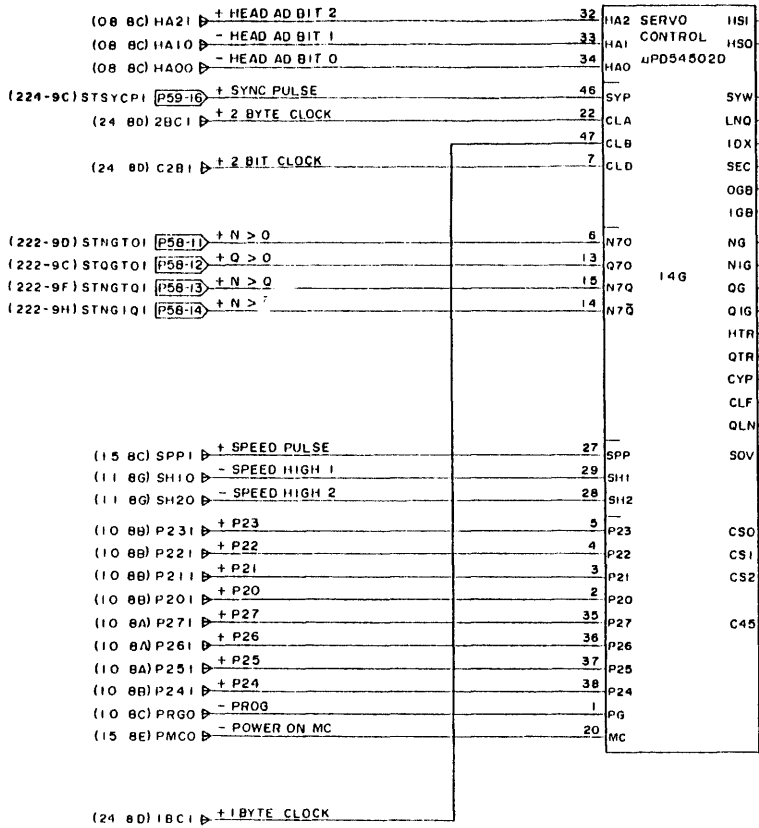 (08 8C) HA21 + HEAD AD BIT 2 32 HA2 SERVO HSI
(08 8C) HA10 - HEAD AD BIT 1 33 HA1 CONTROL HSO
(08 8C) HA00 - HEAD AD BIT 0 34 HA0 μPD54502D
(224-9C) STSYCP1 P59-16 + SYNC PULSE 46 SYP SYW
(24 8D) 2BC1 + 2 BYTE CLOCK 22 CLA LNQ
47 CLB IDX
(24 8D) C2B1 + 2 BIT CLOCK 7 CLD SEC
OGB
IGB
(222-9D) STNGTO1 P58-11 + N > O 6 N7O NG
(222-9C) STQGTO1 P58-12 + Q > O 13 Q7O NIG
(222-9F) STNGTQ1 P58-13 + N > Q 15 N7Q 14G QG
(222-9H) STNGIQ1 P58-14 + N > 14 N7Q̄ QIG
HTR
QTR
CYP
CLF
QLN
(15 8C) SPP1 + SPEED PULSE 27 SPP SOV
(11 8G) SH10 - SPEED HIGH 1 29 SH1
(11 8G) SH20 - SPEED HIGH 2 28 SH2
(10 8B) P231 + P23 5 P23 CS0
(10 8B) P221 + P22 4 P22 CS1
(10 8B) P211 + P21 3 P21 CS2
(10 8B) P201 + P20 2 P20
(10 8A) P271 + P27 35 P27 C45
(10 8A) P261 + P26 36 P26
(10 8A) P251 + P25 37 P25
(10 8B) P241 + P24 38 P24
(10 8C) PRG0 - PROG 1 PG
(15 8E) PMC0 - POWER ON MC 20 MC
(24 8D) 1BC1 + 1 BYTE CLOCK